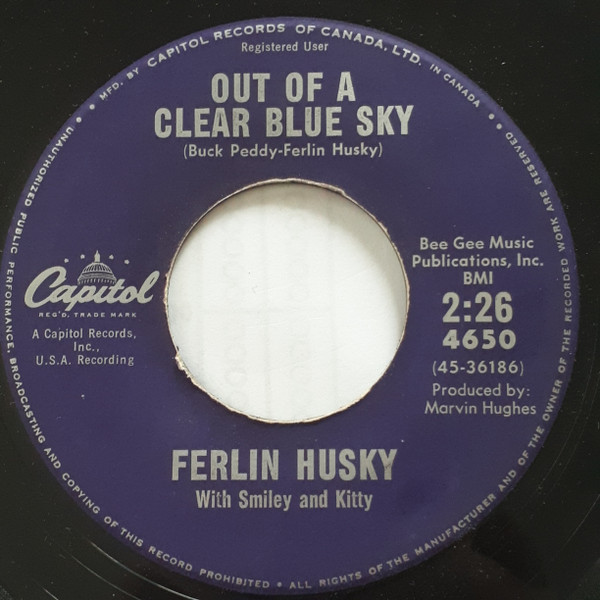 MFD. BY CAPITOL RECORDS OF CANADA, LTD. IN CANADA
Registered User
OUT OF A
CLEAR BLUE SKY
(Buck Peddy-Ferlin Husky)
Capitol
REG'D. TRADE MARK
A Capitol Records,
Inc.,
U.S.A. Recording
Bee Gee Music
Publications, Inc.
BMI
2:26
4650
(45-36186)
Produced by:
Marvin Hughes
FERLIN HUSKY
With Smiley and Kitty
UNAUTHORIZED PUBLIC PERFORMANCE, BROADCASTING AND COPYING OF THIS RECORD PROHIBITED • ALL RIGHTS OF THE MANUFACTURER AND OF THE OWNER OF THE RECORDED WORK ARE RESERVED